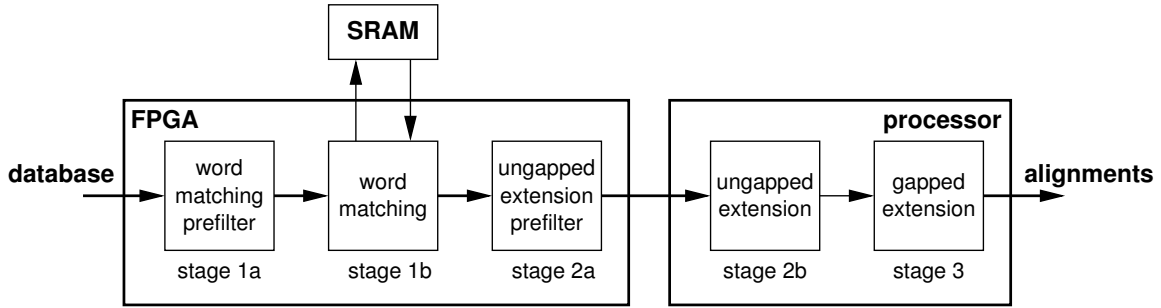 SRAM
FPGA
processor
database
word
matching
prefilter
word
matching
ungapped
extension
prefilter
ungapped
extension
gapped
extension
alignments
stage 1a
stage 1b
stage 2a
stage 2b
stage 3